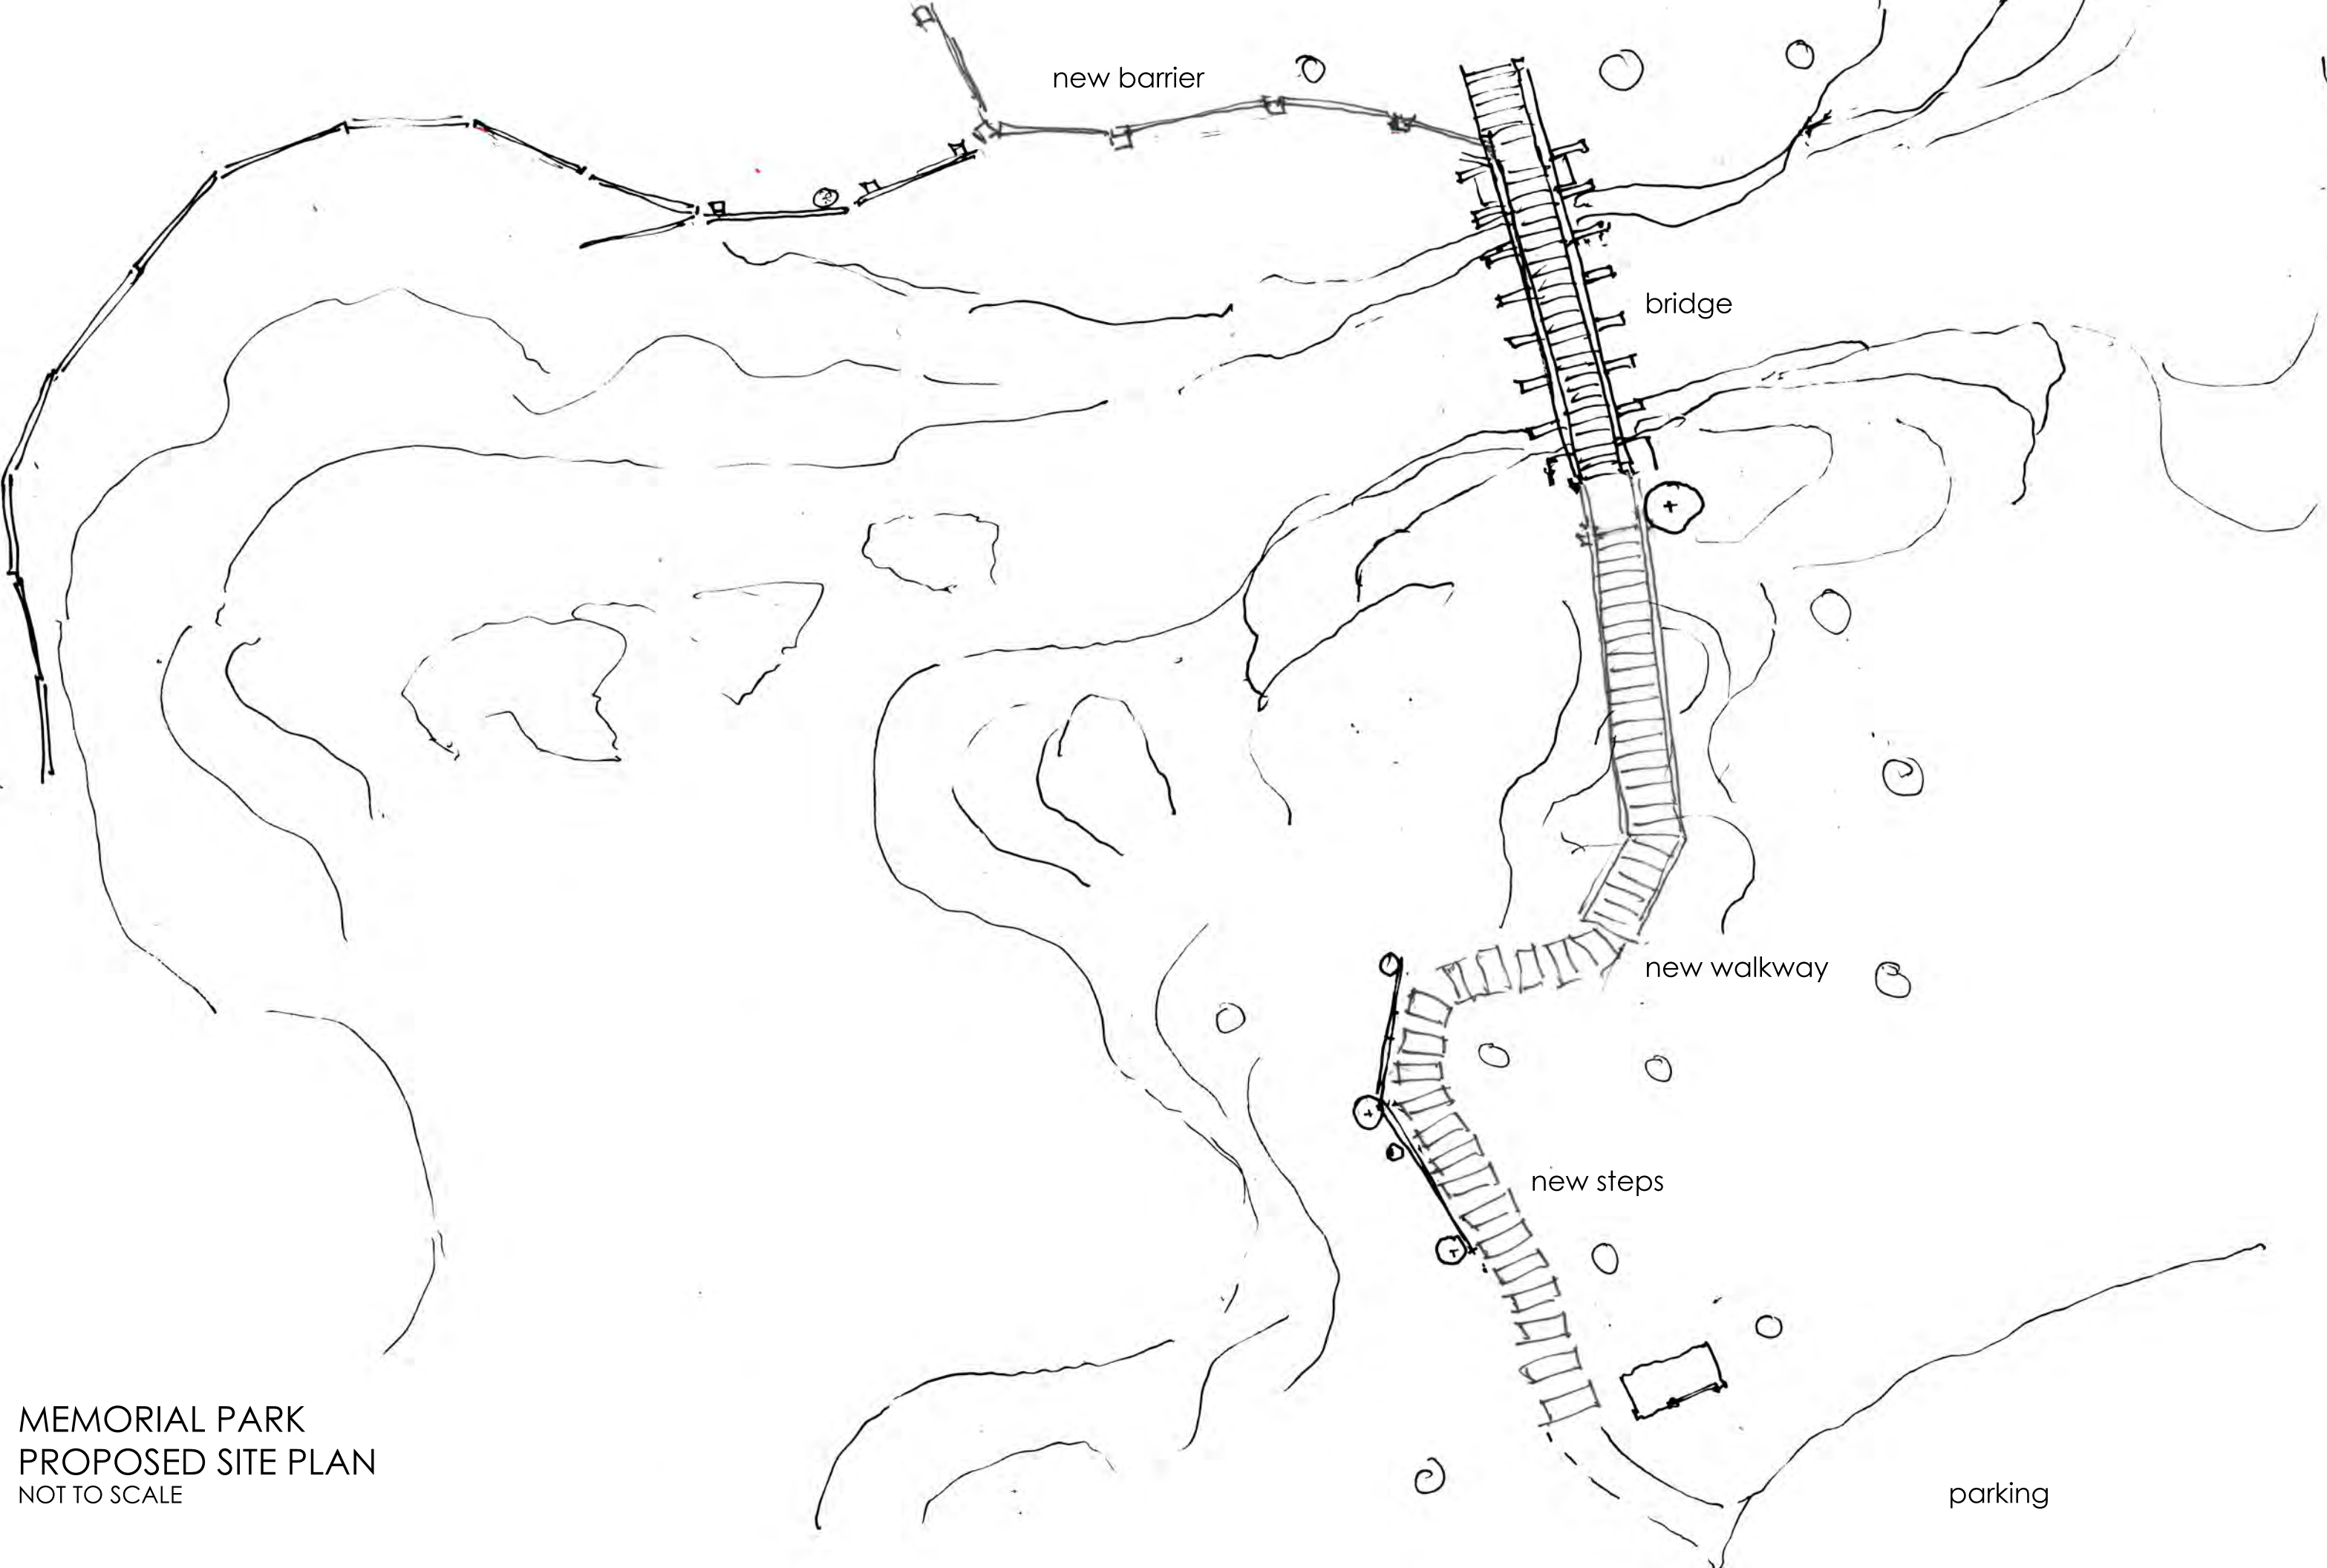 new barrier
bridge
new walkway
new steps
MEMORIAL PARK
PROPOSED SITE PLAN
NOT TO SCALE
parking